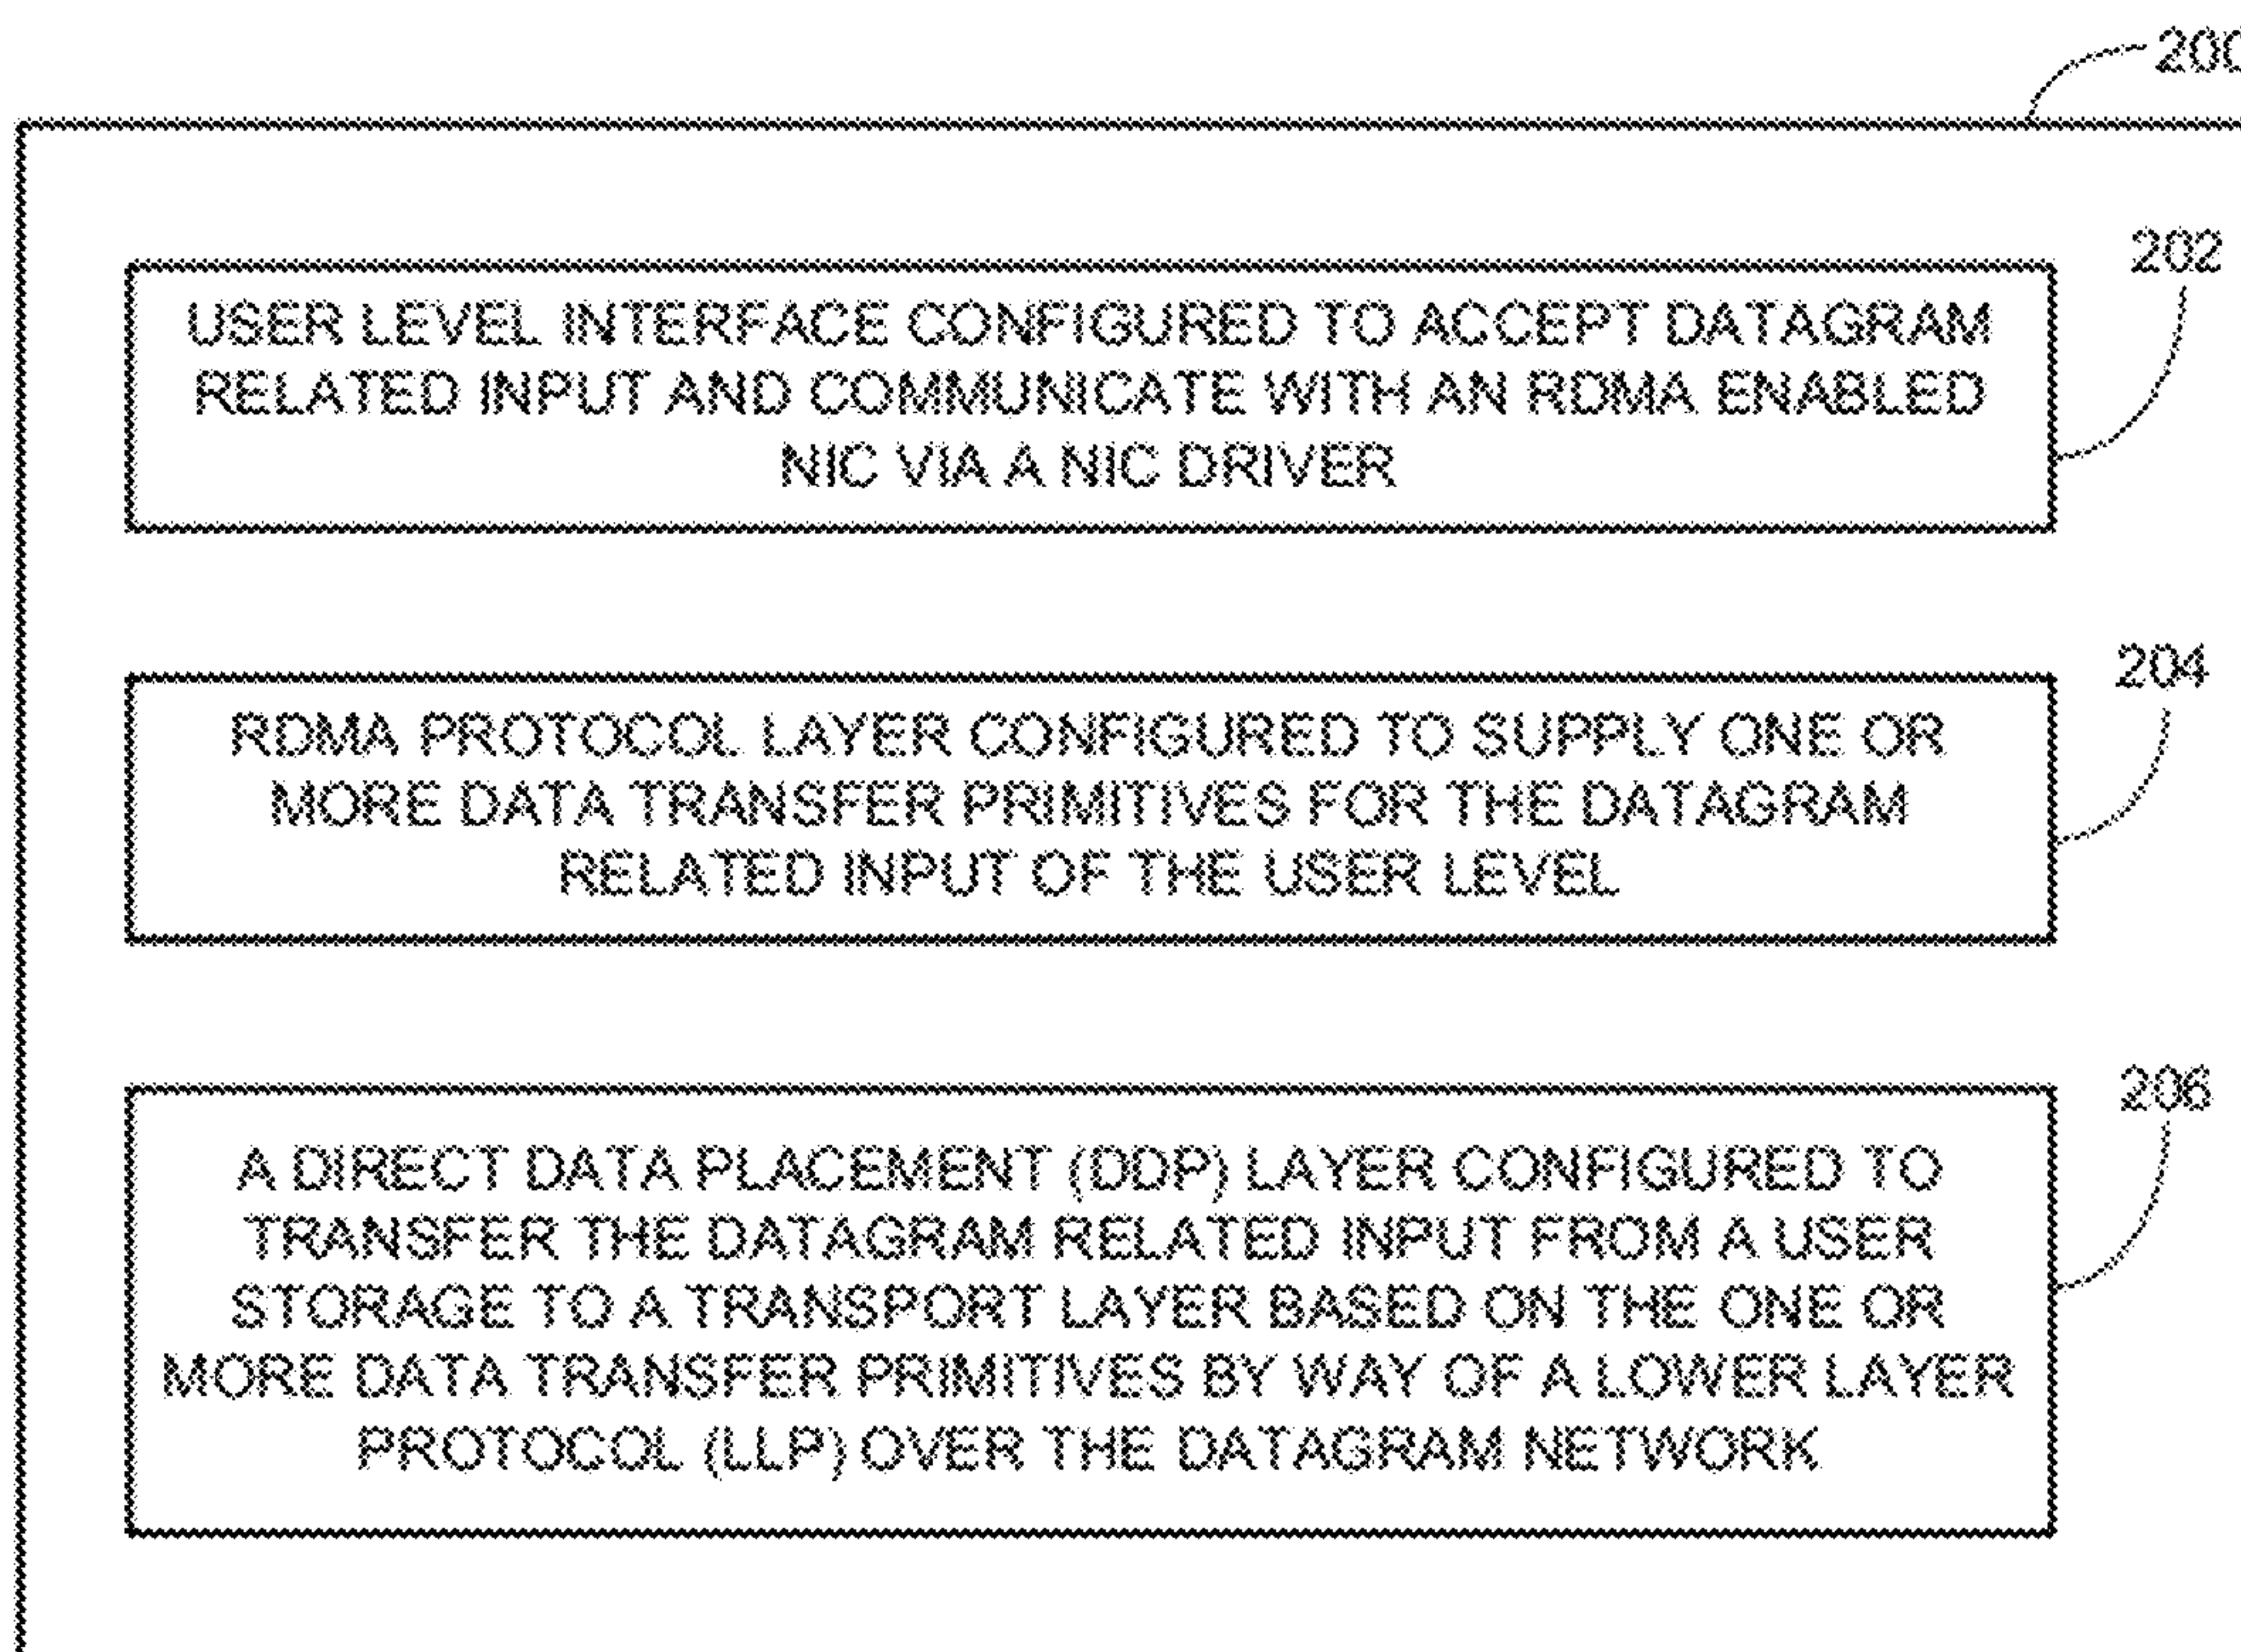 200
202
USER LEVEL INTERFACE CONFIGURED TO ACCEPT DATAGRAM
RELATED INPUT AND COMMUNICATE WITH AN RDMA ENABLED
NIC VIA A NIC DRIVER
204
RDMA PROTOCOL LAYER CONFIGURED TO SUPPLY ONE OR
MORE DATA TRANSFER PRIMITIVES FOR THE DATAGRAM
RELATED INPUT OF THE USER LEVEL
206
A DIRECT DATA PLACEMENT (DDP) LAYER CONFIGURED TO
TRANSFER THE DATAGRAM RELATED INPUT FROM A USER
STORAGE TO A TRANSPORT LAYER BASED ON THE ONE OR
MORE DATA TRANSFER PRIMITIVES BY WAY OF A LOWER LAYER
PROTOCOL (LLP) OVER THE DATAGRAM NETWORK